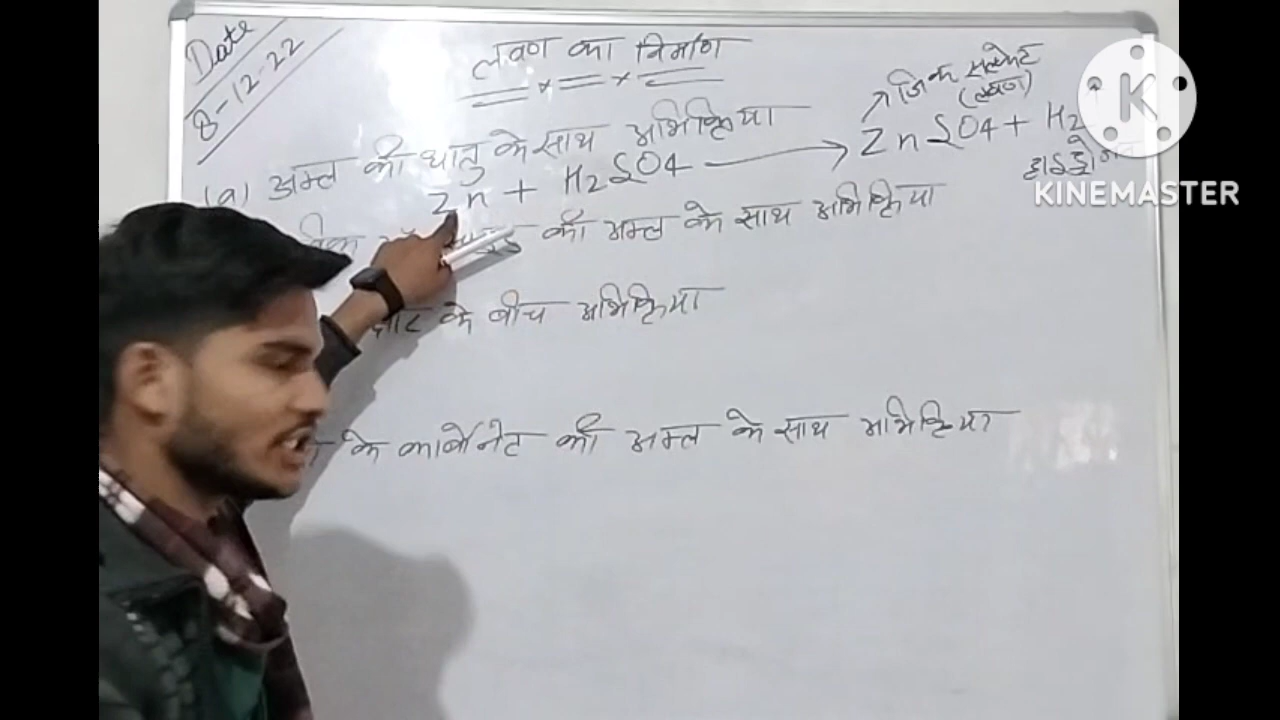 Date
8-12-22
लवण का निर्माण
(a) अम्ल की धातु के साथ अभिक्रिया
Zn + H2SO4 → ZnSO4 + H2
जिंक सल्फेट
(लवण)
हाइड्रोजन
की अम्ल के साथ अभिक्रिया
क्षार के बीच अभिक्रिया
के कार्बोनेट की अम्ल के साथ अभिक्रिया
K
KINEMASTER